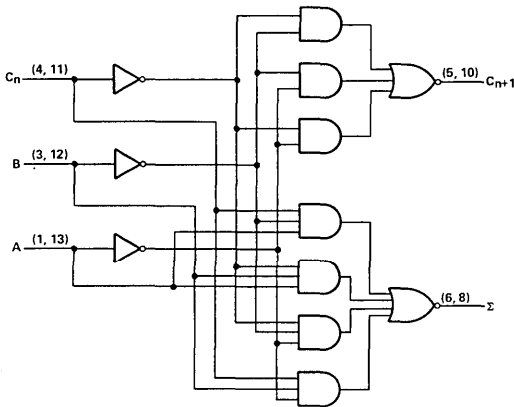 Cn (4, 11)
(5, 10) Cn+1
B (3, 12)
A (1, 13)
(6, 8) Σ